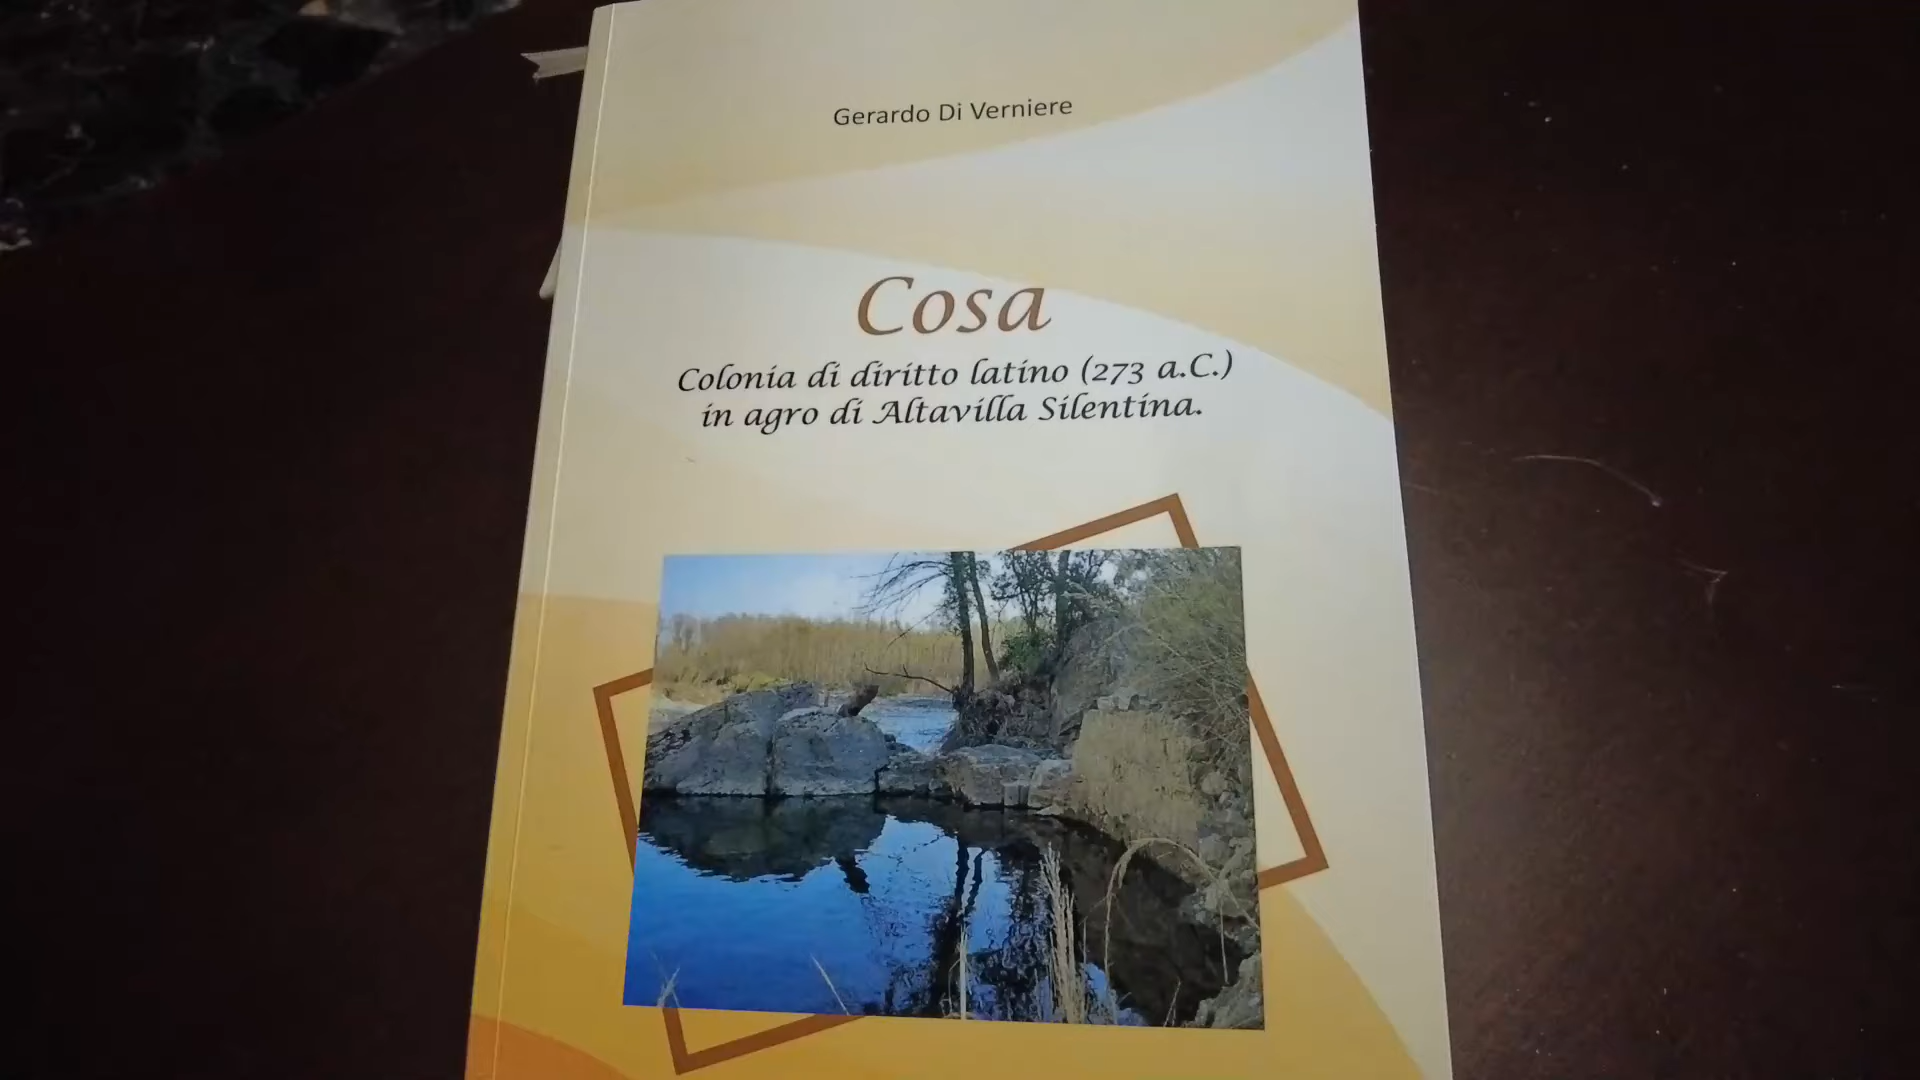 Gerardo Di Verniere
Cosa
Colonia di diritto latino (273 a.C.)
in agro di Altavilla Silentina.